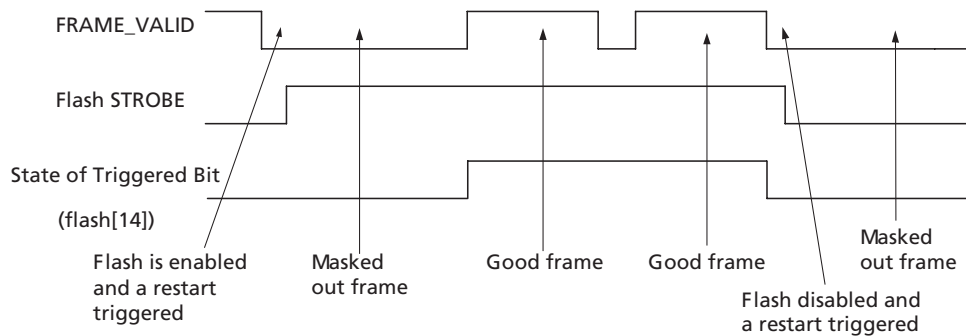 FRAME_VALID
Flash STROBE
State of Triggered Bit
(flash[14])
Flash is enabled
and a restart
triggered
Masked
out frame
Good frame
Good frame
Flash disabled and
a restart triggered
Masked
out frame